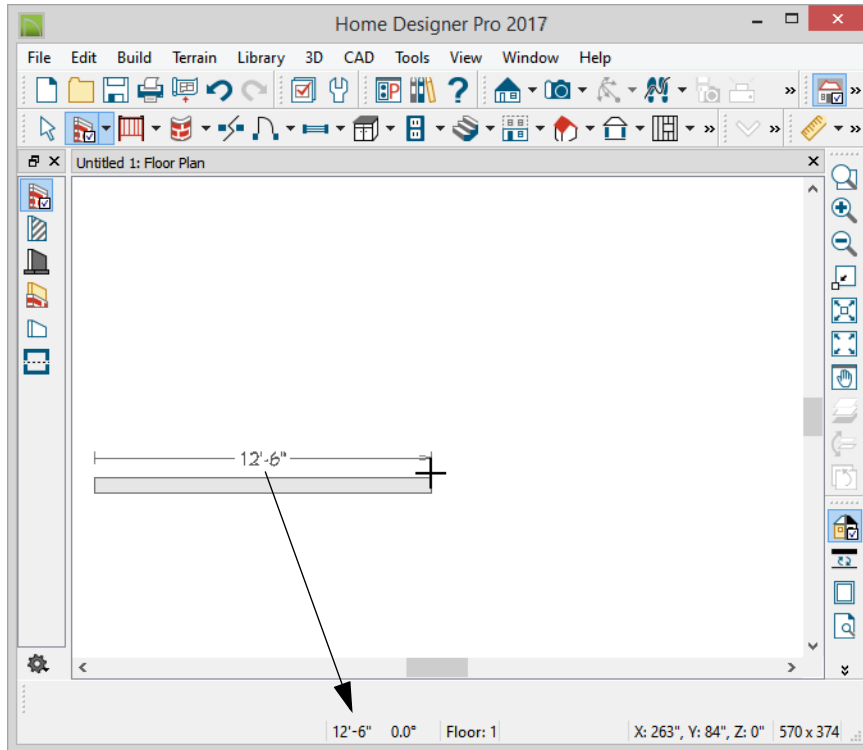 Home Designer Pro 2017
File Edit Build Terrain Library 3D CAD Tools View Window Help
Untitled 1: Floor Plan
12'-6"
12'-6" 0.0° Floor: 1 X: 263", Y: 84", Z: 0" 570 x 374